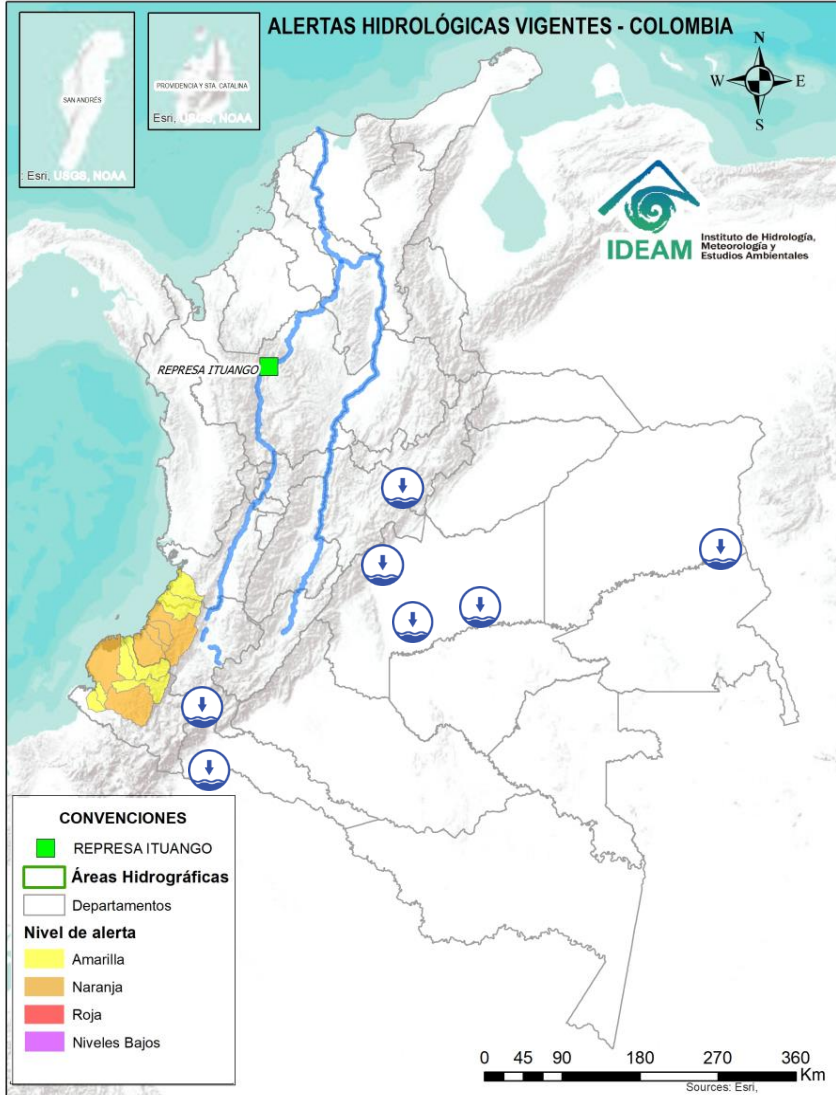 ALERTAS HIDROLÓGICAS VIGENTES - COLOMBIA
SAN ANDRÉS
Esri, USGS, NOAA
PROVIDENCIA Y STA. CATALINA
Esri, USGS, NOAA
N
W
E
S
IDEAM
Instituto de Hidrología,
Meteorología y
Estudios Ambientales
REPRESA ITUANGO
CONVENCIONES
REPRESA ITUANGO
Áreas Hidrográficas
Departamentos
Nivel de alerta
Amarilla
Naranja
Roja
Niveles Bajos
0 45 90 180 270 360
Km
Sources: Esri,